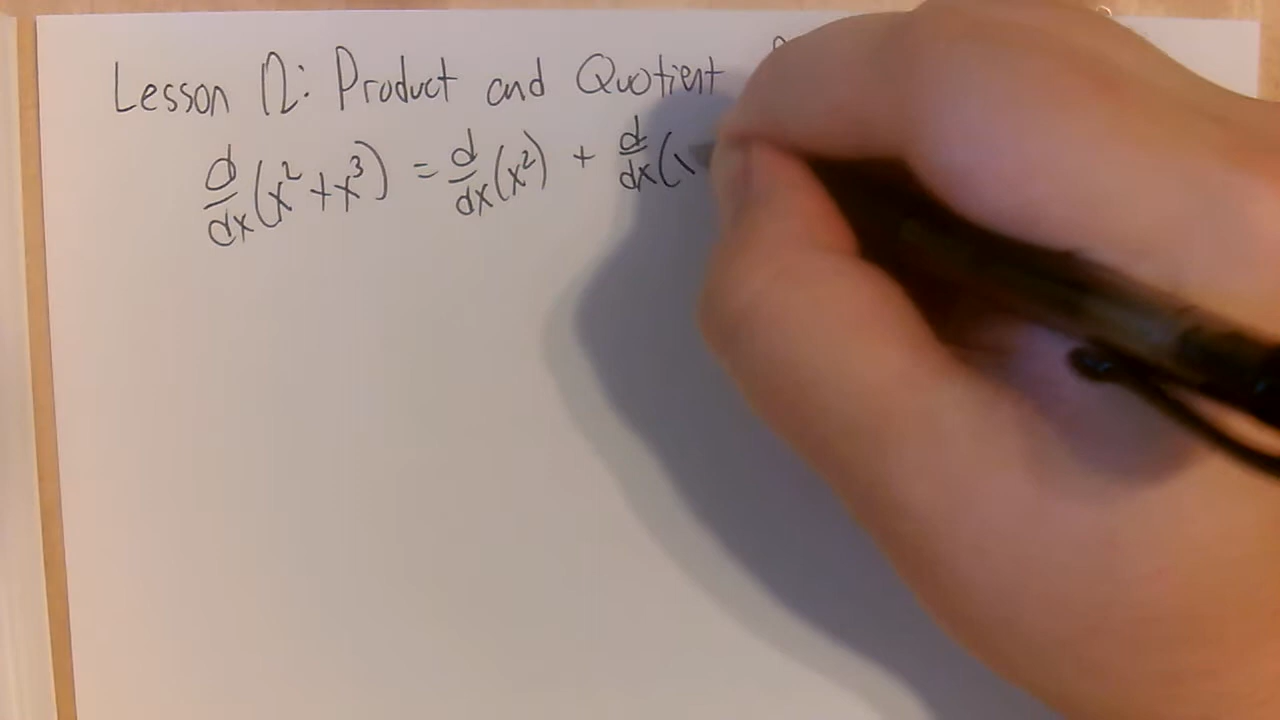 Lesson 12: Product and Quotient
d/dx (x² + x³) = d/dx (x²) + d/dx (